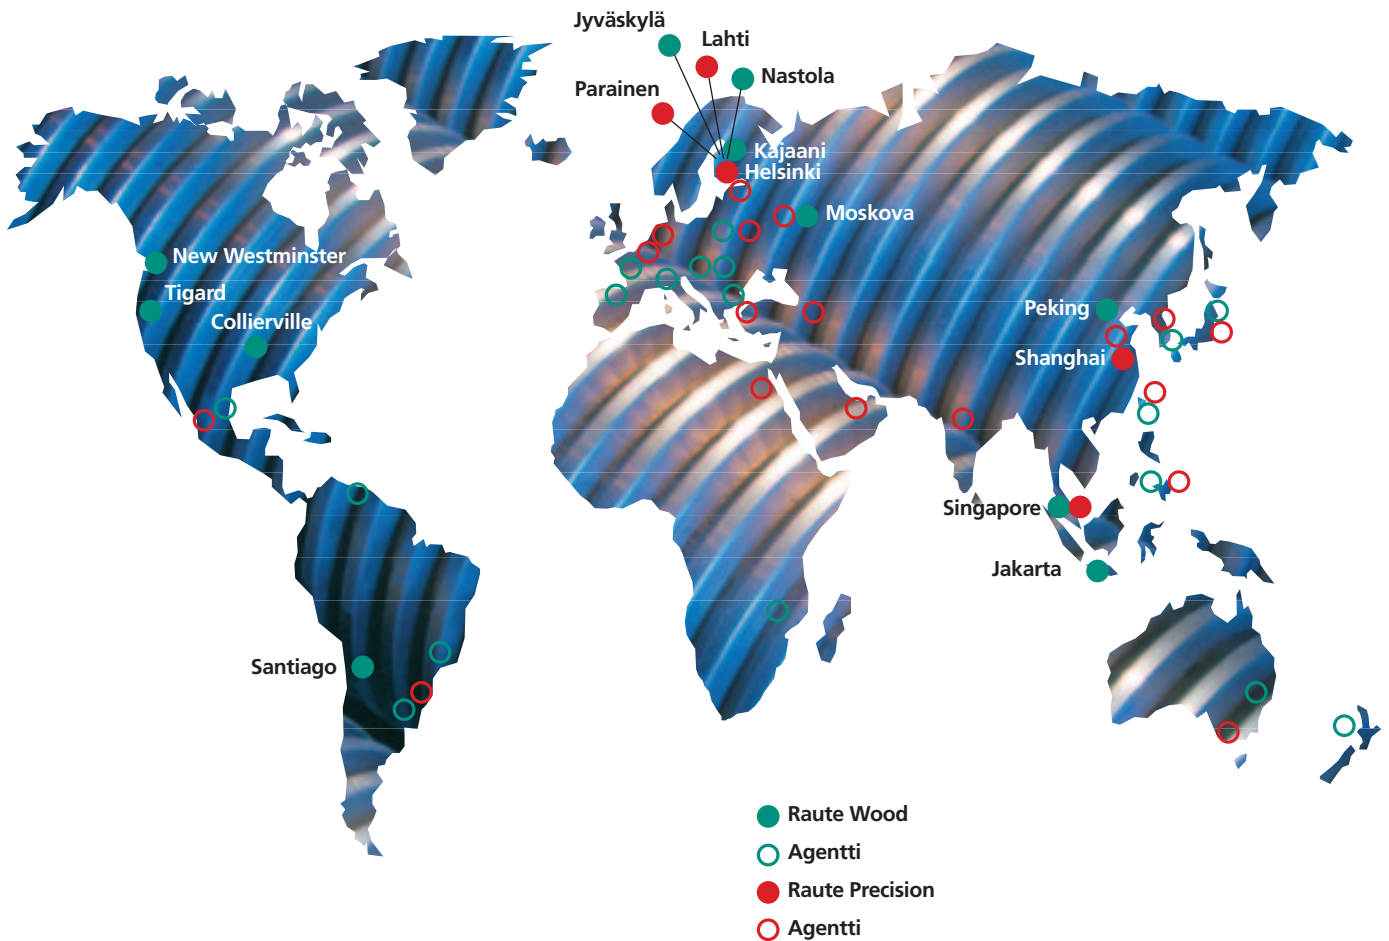 Jyväskylä
Lahti
Nastola
Parainen
Kajaani
Helsinki
Moskova
New Westminster
Tigard
Collierville
Peking
Shanghai
Singapore
Jakarta
Santiago
Raute Wood
Agentti
Raute Precision
Agentti